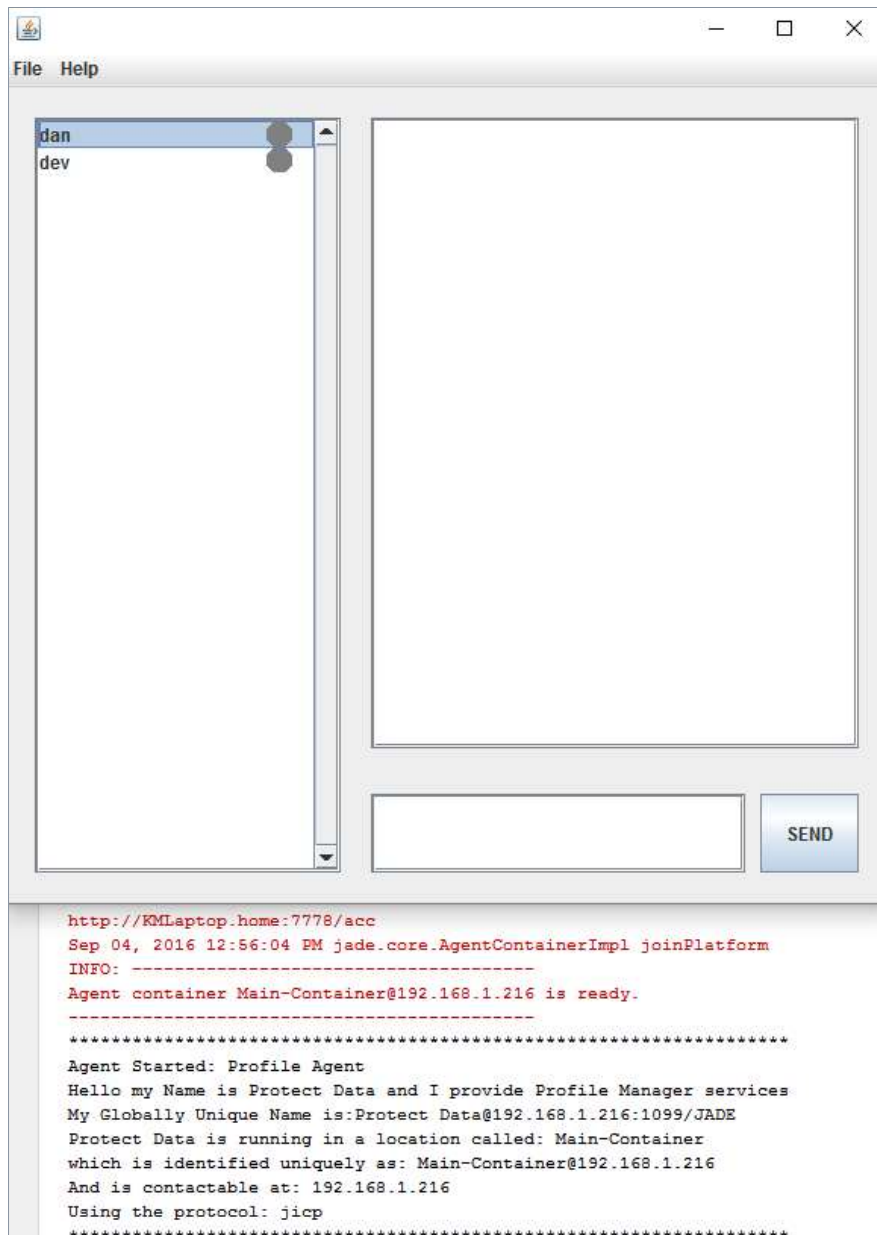 File Help
dan
dev
SEND
http://KMLaptop.home:7778/acc
Sep 04, 2016 12:56:04 PM jade.core.AgentContainerImpl joinPlatform
INFO: --------------------------------------
Agent container Main-Container@192.168.1.216 is ready.
--------------------------------------------
********************************************************************
Agent Started: Profile Agent
Hello my Name is Protect Data and I provide Profile Manager services
My Globally Unique Name is:Protect Data@192.168.1.216:1099/JADE
Protect Data is running in a location called: Main-Container
which is identified uniquely as: Main-Container@192.168.1.216
And is contactable at: 192.168.1.216
Using the protocol: jicp
********************************************************************